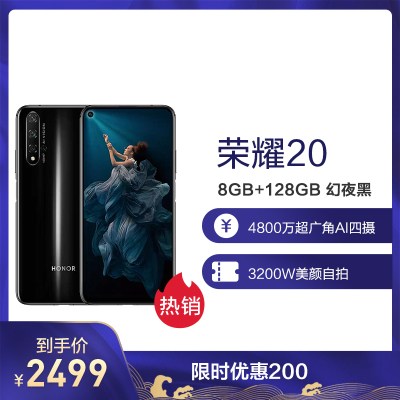 荣耀20
8GB+128GB 幻夜黑
¥ 4800万超广角AI四摄
3200W美颜自拍
HONOR
热销
到手价
¥2499
限时优惠200